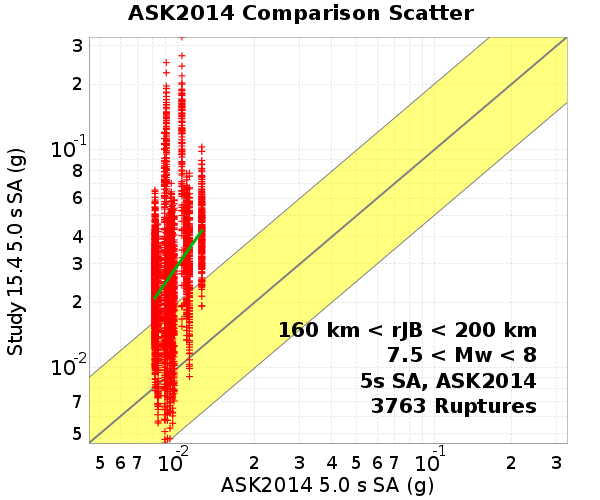 ASK2014 Comparison Scatter
3
2
10-1
8
6
4
3
2
10-2
7
5
Study 15.4 5.0 s SA (g)
160 km < rJB < 200 km
7.5 < Mw < 8
5s SA, ASK2014
3763 Ruptures
5 6 7 10-2 2 3 4 5 6 7 10-1 2 3
ASK2014 5.0 s SA (g)